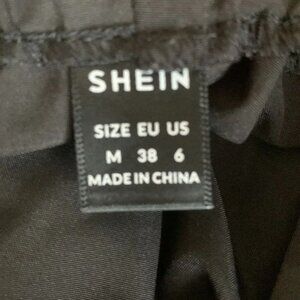 SHEIN
SIZE EU US
M 38 6
MADE IN CHINA